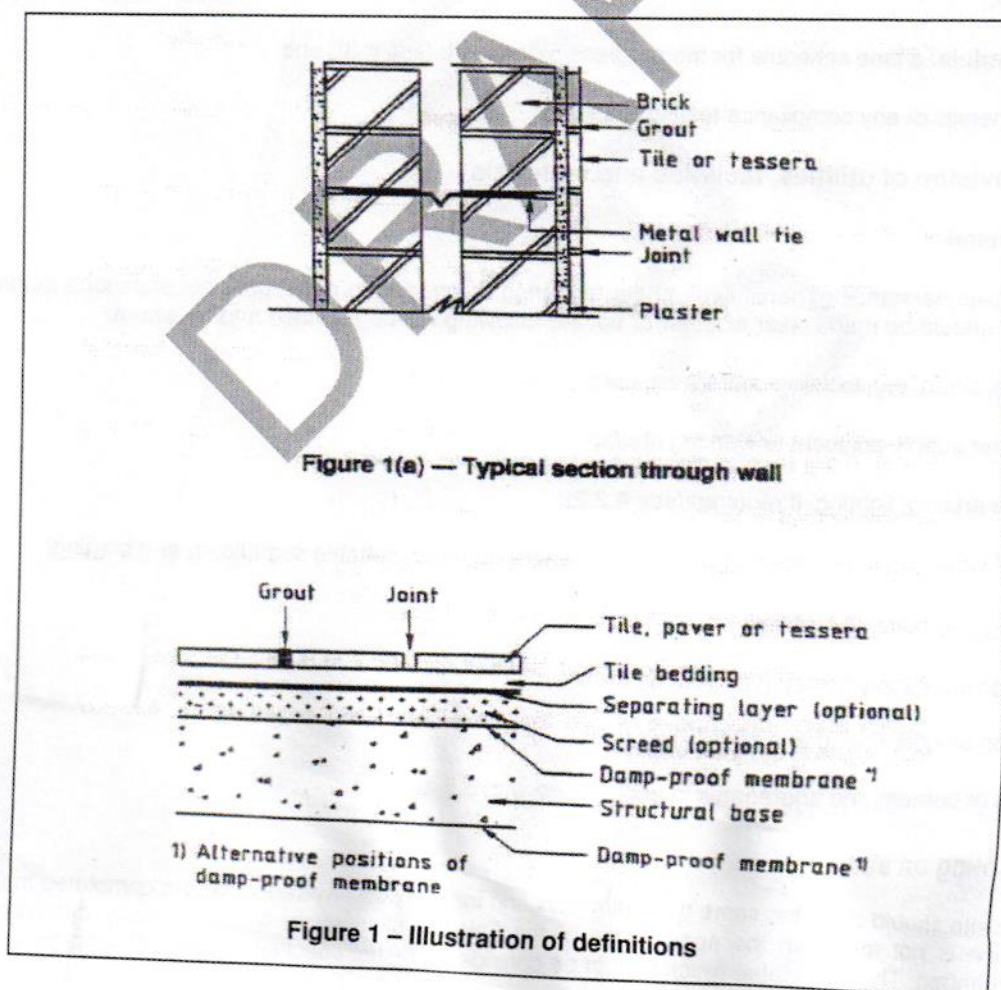 DRAF
Brick
Grout
Tile or tessera
Metal wall tie
Joint
Plaster
Figure 1(a) — Typical section through wall
Grout Joint
Tile, paver or tessera
Tile bedding
Separating layer (optional)
Screed (optional)
Damp-proof membrane 1)
Structural base
Damp-proof membrane 1)
1) Alternative positions of
damp-proof membrane
Figure 1 – Illustration of definitions